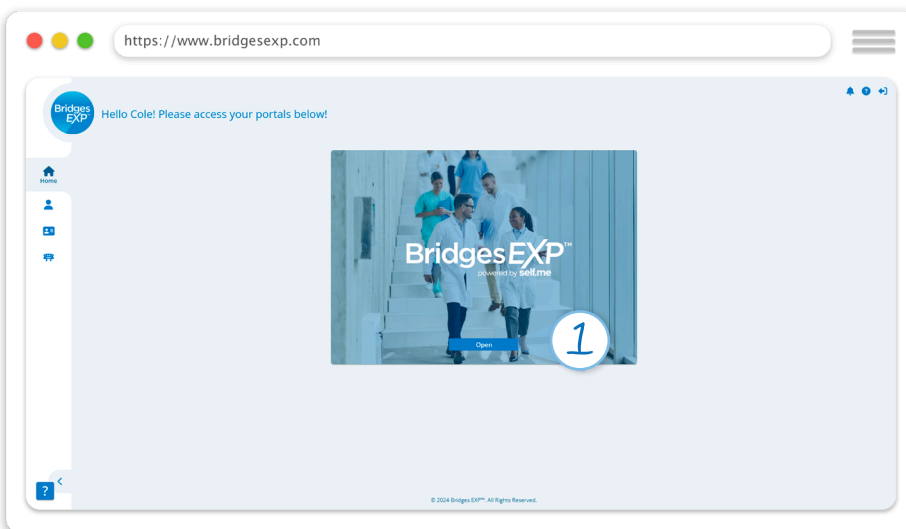 https://www.bridgesexp.com
Bridges
EXP
Hello Cole! Please access your portals below!
Home
BridgesEXP™
powered by self.me
Open
1
?
?
© 2024 Bridges EXP™. All Rights Reserved.